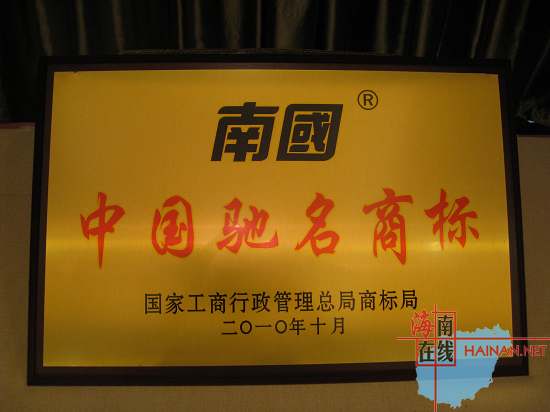 南國®
中国驰名商标
国家工商行政管理总局商标局
二〇一〇年十月
海南
在线
HAINAN.NET